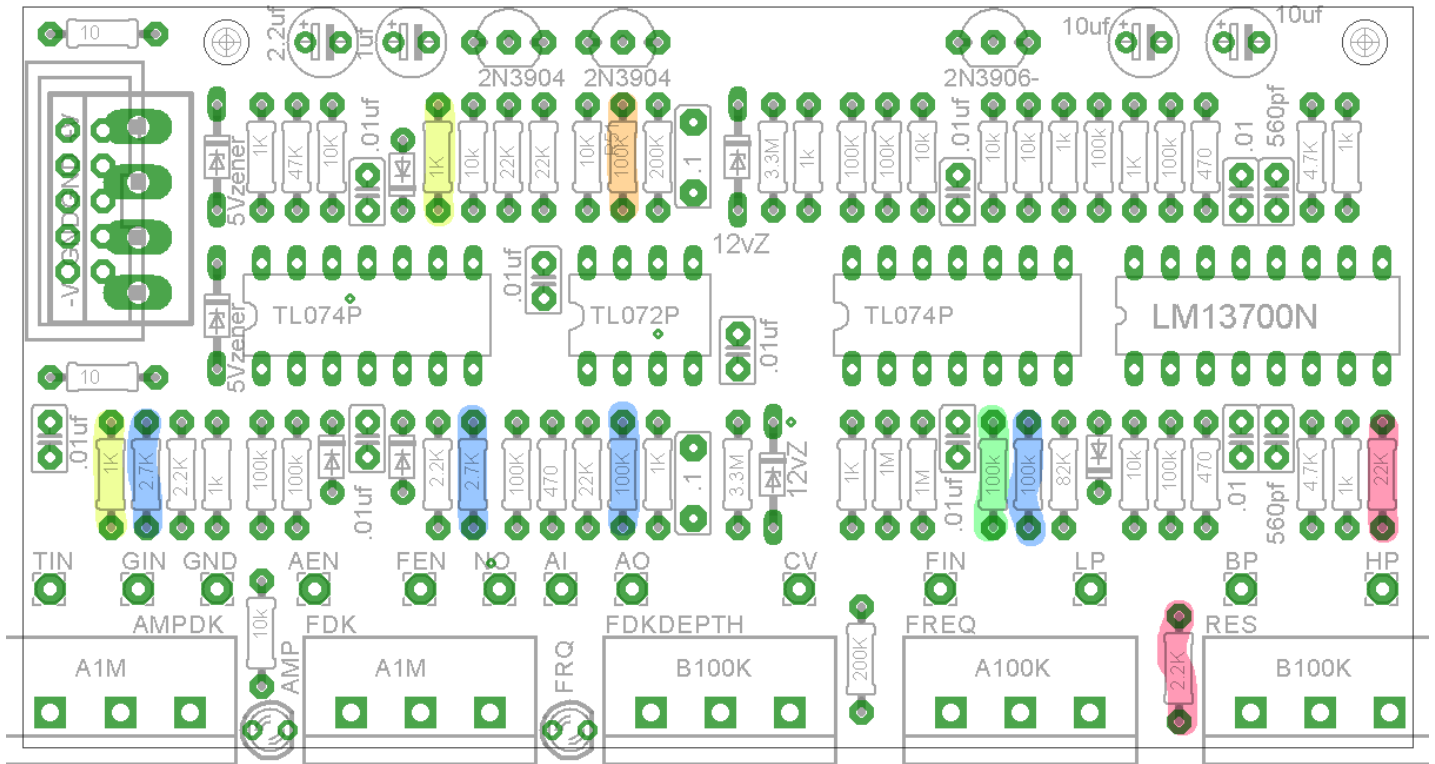 10
2.2uf
1uf
2N3904
2N3904
2N3906-
10uf
10uf
5Vzener
1K
47K
10K
.01uf
1K
10k
22K
22K
10K
100K
200K
.1
12vZ
3.3M
1k
100K
100K
10K
.01uf
10k
1k
100k
1K
100k
470
.01
560pf
4.7K
1k
-VGNDGND+V
5Vzener
TL074P
.01uf
TL072P
.01uf
TL074P
LM13700N
10
.01uf
1K
2.7K
2.2K
1k
100k
100k
.01uf
2.2K
2.7K
100K
470
22K
100K
1K
.1
3.3M
12vZ
1K
1M
1M
.01uf
100k
100k
82K
10k
100k
470
.01
560pf
4.7K
1k
22K
TIN
GIN
GND
AEN
FEN
NO
AI
AO
CV
FIN
LP
BP
HP
AMPDK
10k
FDK
FDKDEPTH
FREQ
RES
A1M
AMP
A1M
FRQ
B100K
200K
A100K
2.2K
B100K